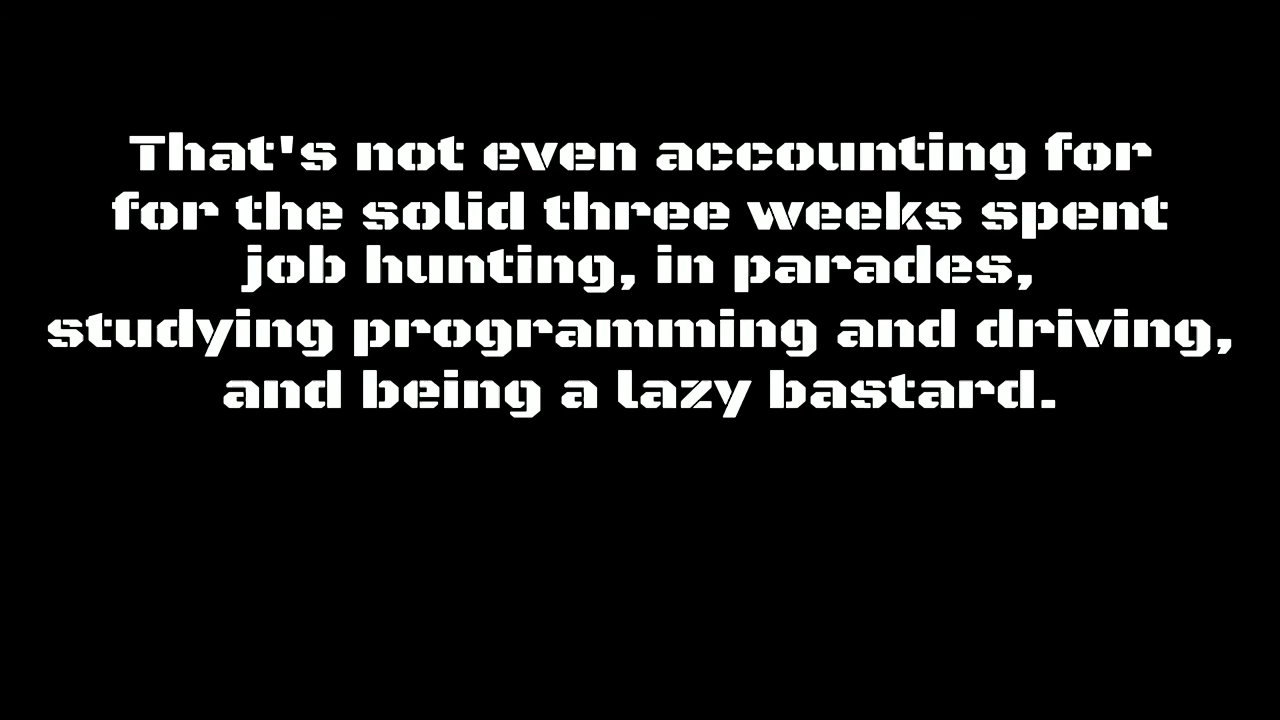 That's not even accounting for
for the solid three weeks spent
job hunting, in parades,
studying programming and driving,
and being a lazy bastard.